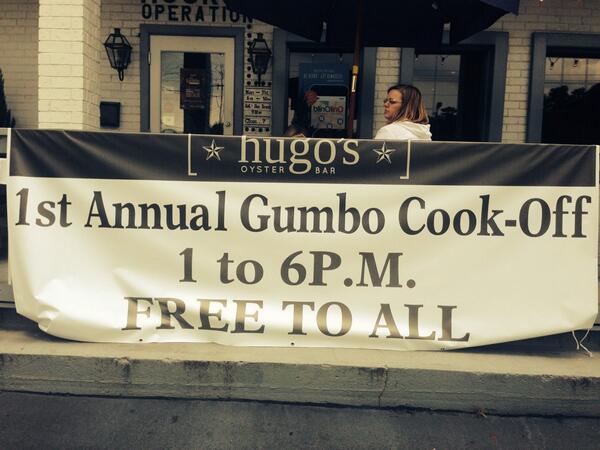 OPERATION
hugo's
OYSTER BAR
1st Annual Gumbo Cook-Off
1 to 6P.M.
FREE TO ALL